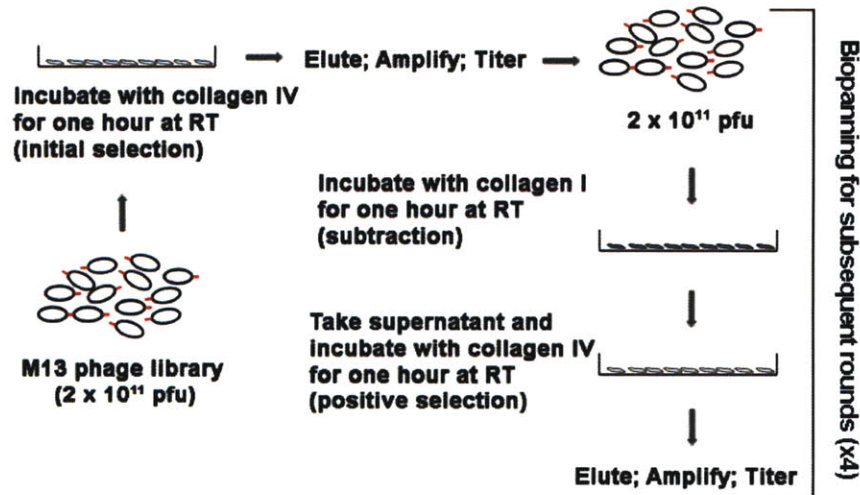 Incubate with collagen IV
for one hour at RT
(initial selection)
Elute; Amplify; Titer
2 x 10¹¹ pfu
M13 phage library
(2 x 10¹¹ pfu)
Incubate with collagen I
for one hour at RT
(subtraction)
Take supernatant and
incubate with collagen IV
for one hour at RT
(positive selection)
Elute; Amplify; Titer
Biopanning for subsequent rounds (x4)